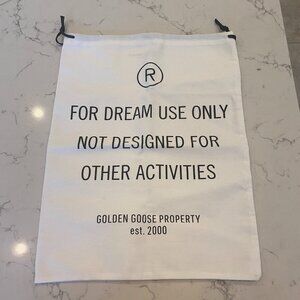 R
FOR DREAM USE ONLY
NOT DESIGNED FOR
OTHER ACTIVITIES
GOLDEN GOOSE PROPERTY
est. 2000